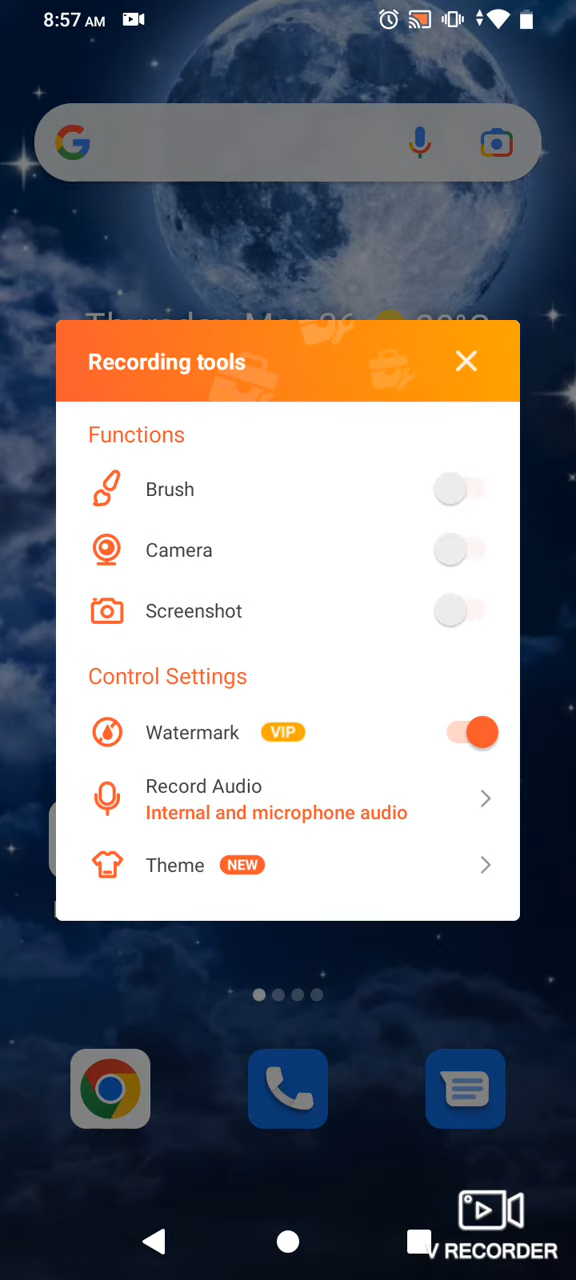 8:57 AM
Recording tools
Functions
Brush
Camera
Screenshot
Control Settings
Watermark VIP
Record Audio
Internal and microphone audio
Theme NEW
V RECORDER